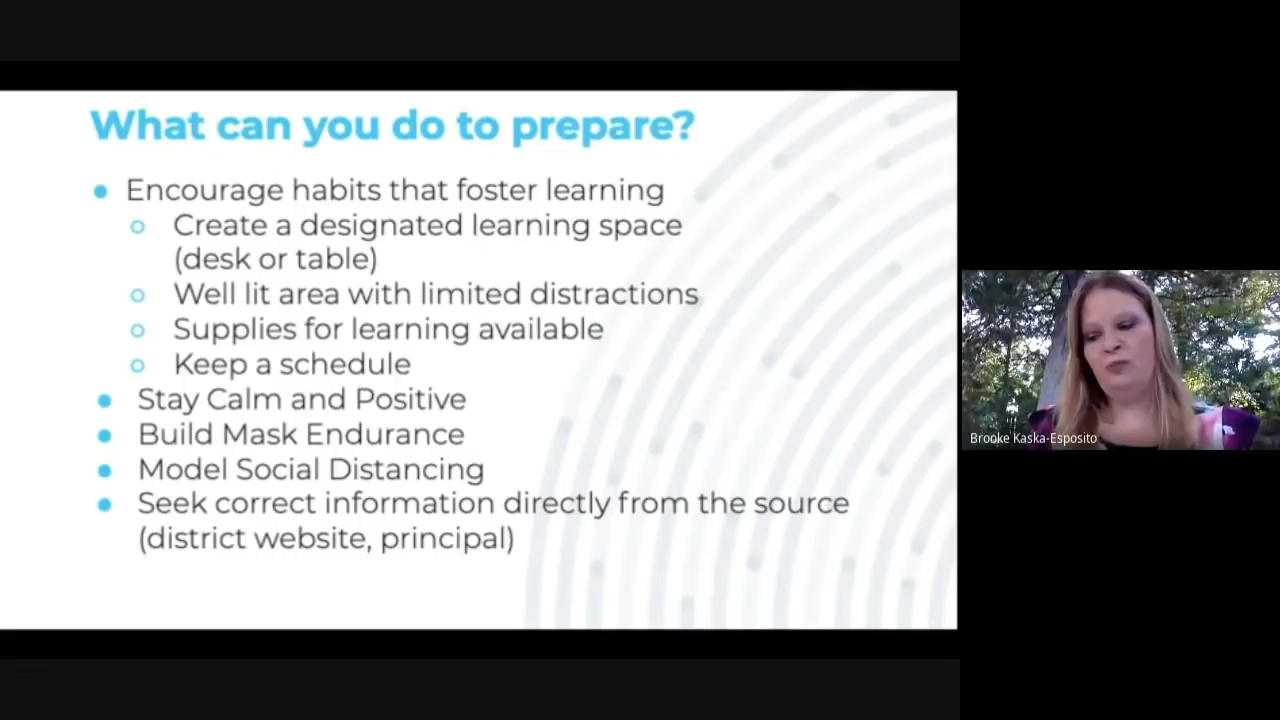 What can you do to prepare?
● Encourage habits that foster learning
○ Create a designated learning space
(desk or table)
○ Well lit area with limited distractions
○ Supplies for learning available
○ Keep a schedule
● Stay Calm and Positive
● Build Mask Endurance
● Model Social Distancing
● Seek correct information directly from the source
(district website, principal)
Brooke Kaska-Esposito